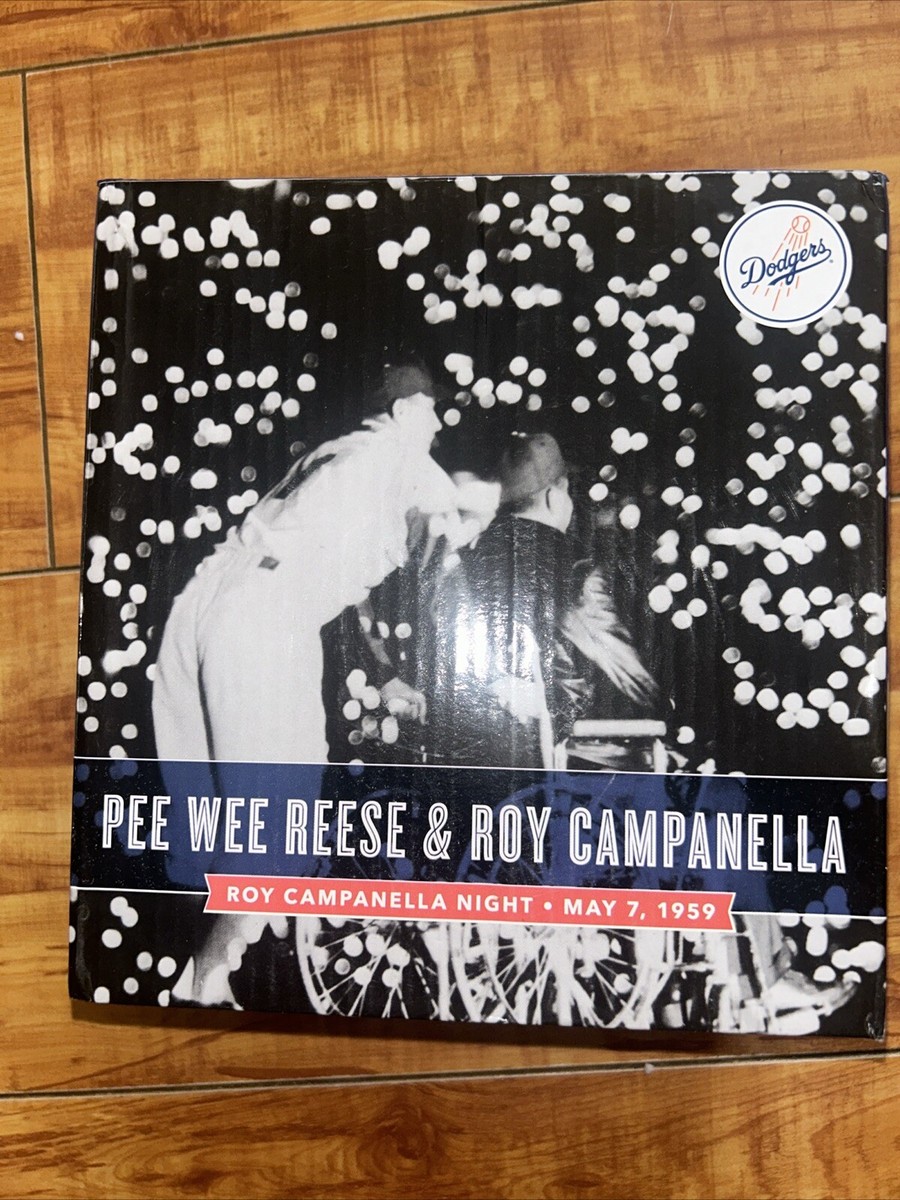 Dodgers
PEE WEE REESE & ROY CAMPANELLA
ROY CAMPANELLA NIGHT • MAY 7, 1959